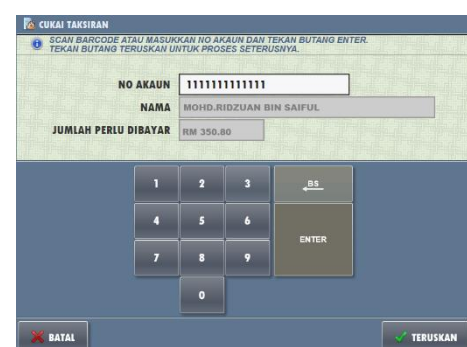 CUKAI TAKSIRAN
SCAN BARCODE ATAU MASUKKAN NO AKAUN DAN TEKAN BUTANG ENTER.
TEKAN BUTANG TERUSKAN UNTUK PROSES SETERUSNYA.
NO AKAUN 1111111111111
NAMA MOHD.RIDZUAN BIN SAIFUL
JUMLAH PERLU DIBAYAR RM 350.80
1 2 3 BS
4 5 6
ENTER
7 8 9
0
BATAL TERUSKAN